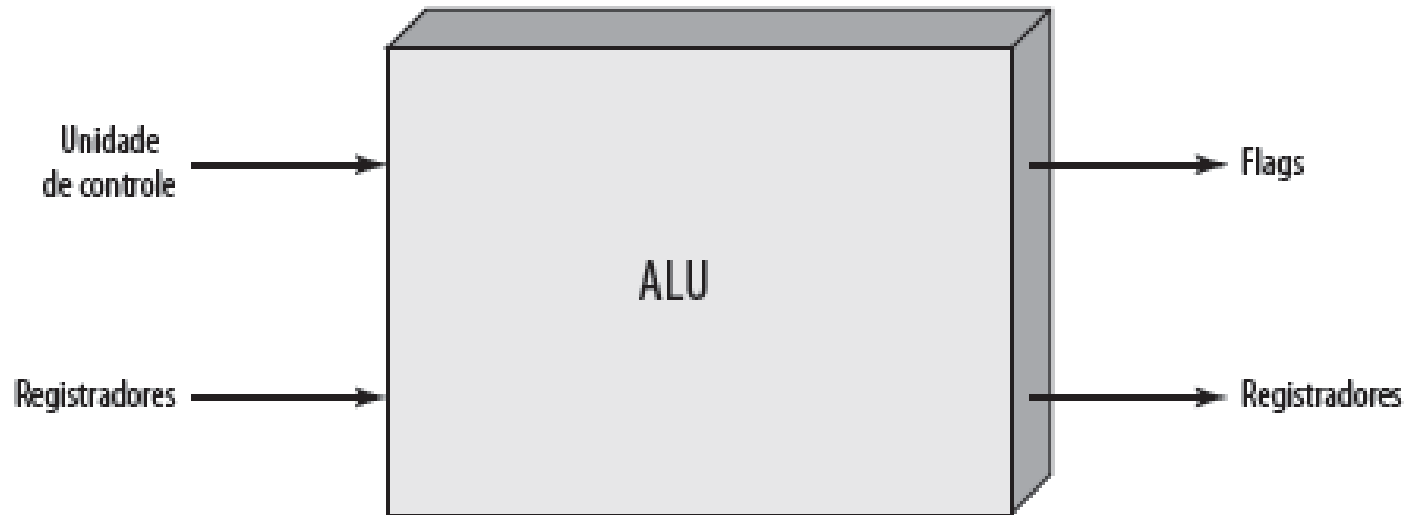 Unidade
de controle
Flags
ALU
Registradores
Registradores